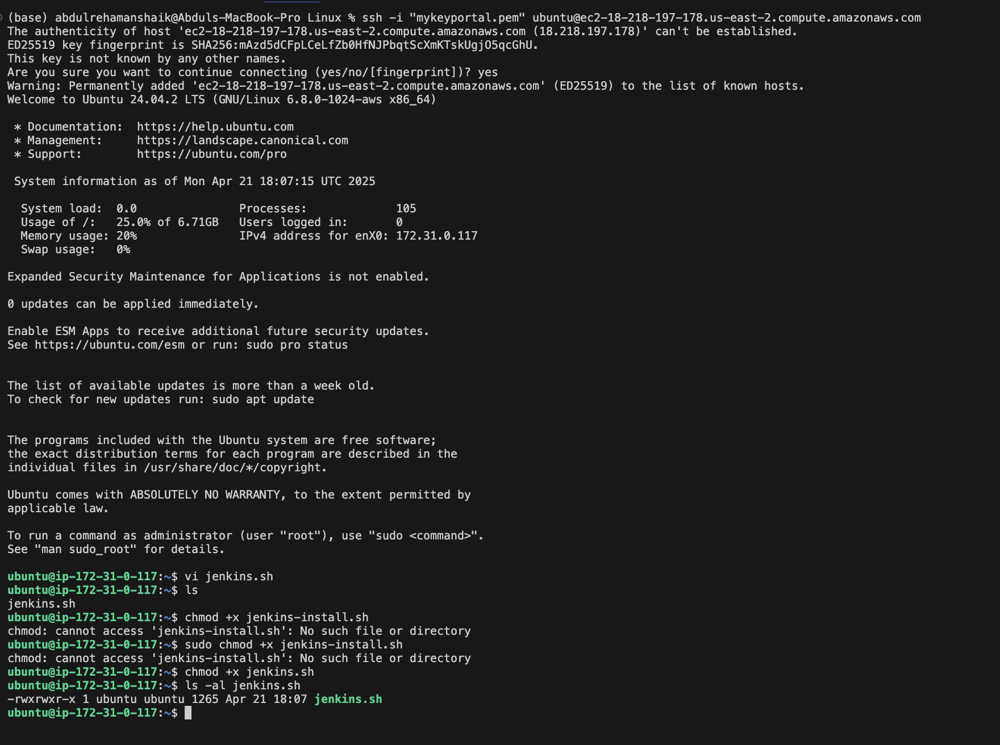 (base) abdulrehamanshaik@Abduls-MacBook-Pro Linux % ssh -i "mykeyportal.pem" ubuntu@ec2-18-218-197-178.us-east-2.compute.amazonaws.com
The authenticity of host 'ec2-18-218-197-178.us-east-2.compute.amazonaws.com (18.218.197.178)' can't be established.
ED25519 key fingerprint is SHA256:mAzd5dCFpLCeLfZb0HfNJPbqtScXmKTskUgjO5qcGhU.
This key is not known by any other names.
Are you sure you want to continue connecting (yes/no/[fingerprint])? yes
Warning: Permanently added 'ec2-18-218-197-178.us-east-2.compute.amazonaws.com' (ED25519) to the list of known hosts.
Welcome to Ubuntu 24.04.2 LTS (GNU/Linux 6.8.0-1024-aws x86_64)
* Documentation:  https://help.ubuntu.com
* Management:     https://landscape.canonical.com
* Support:        https://ubuntu.com/pro
System information as of Mon Apr 21 18:07:15 UTC 2025
System load:  0.0               Processes:             105
Usage of /:   25.0% of 6.71GB   Users logged in:       0
Memory usage: 20%               IPv4 address for enX0: 172.31.0.117
Swap usage:   0%
Expanded Security Maintenance for Applications is not enabled.
0 updates can be applied immediately.
Enable ESM Apps to receive additional future security updates.
See https://ubuntu.com/esm or run: sudo pro status
The list of available updates is more than a week old.
To check for new updates run: sudo apt update
The programs included with the Ubuntu system are free software;
the exact distribution terms for each program are described in the
individual files in /usr/share/doc/*/copyright.
Ubuntu comes with ABSOLUTELY NO WARRANTY, to the extent permitted by
applicable law.
To run a command as administrator (user "root"), use "sudo <command>".
See "man sudo_root" for details.
ubuntu@ip-172-31-0-117:~$ vi jenkins.sh
ubuntu@ip-172-31-0-117:~$ ls
jenkins.sh
ubuntu@ip-172-31-0-117:~$ chmod +x jenkins-install.sh
chmod: cannot access 'jenkins-install.sh': No such file or directory
ubuntu@ip-172-31-0-117:~$ sudo chmod +x jenkins-install.sh
chmod: cannot access 'jenkins-install.sh': No such file or directory
ubuntu@ip-172-31-0-117:~$ chmod +x jenkins.sh
ubuntu@ip-172-31-0-117:~$ ls -al jenkins.sh
-rwxrwxr-x 1 ubuntu ubuntu 1265 Apr 21 18:07 jenkins.sh
ubuntu@ip-172-31-0-117:~$